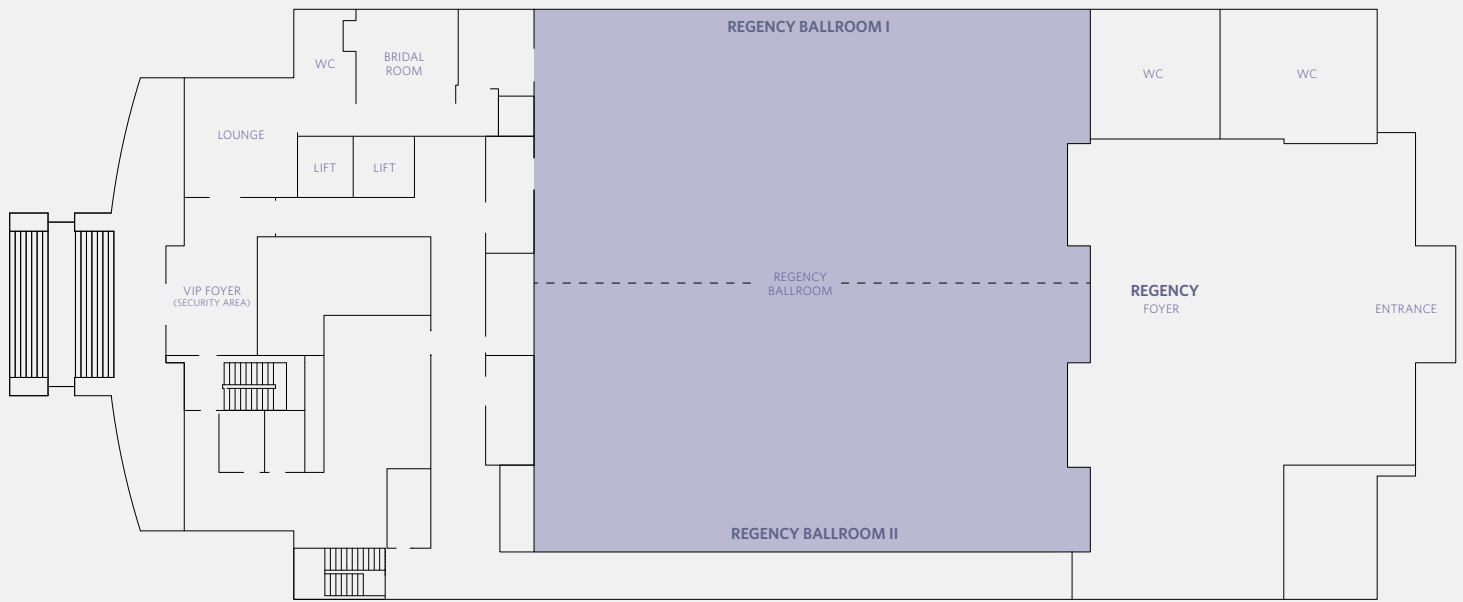 REGENCY BALLROOM I
WC
BRIDAL
ROOM
WC
WC
LOUNGE
LIFT
LIFT
REGENCY
BALLROOM
VIP FOYER
(SECURITY AREA)
REGENCY
FOYER
ENTRANCE
REGENCY BALLROOM II